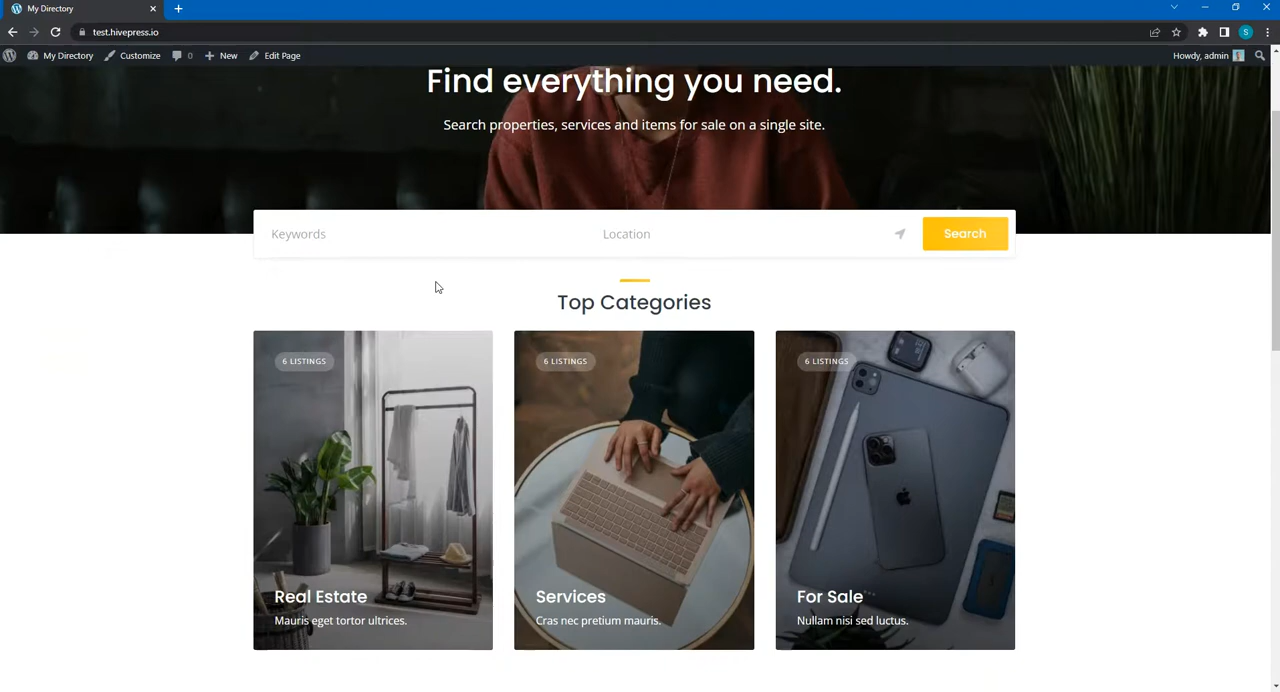 My Directory
test.hivepress.io
S
My Directory
Customize
0
New
Edit Page
Howdy, admin
Find everything you need.
Search properties, services and items for sale on a single site.
Keywords
Location
Search
Top Categories
6 LISTINGS
Real Estate
Mauris eget tortor ultrices.
6 LISTINGS
Services
Cras nec pretium mauris.
6 LISTINGS
For Sale
Nullam nisi sed luctus.